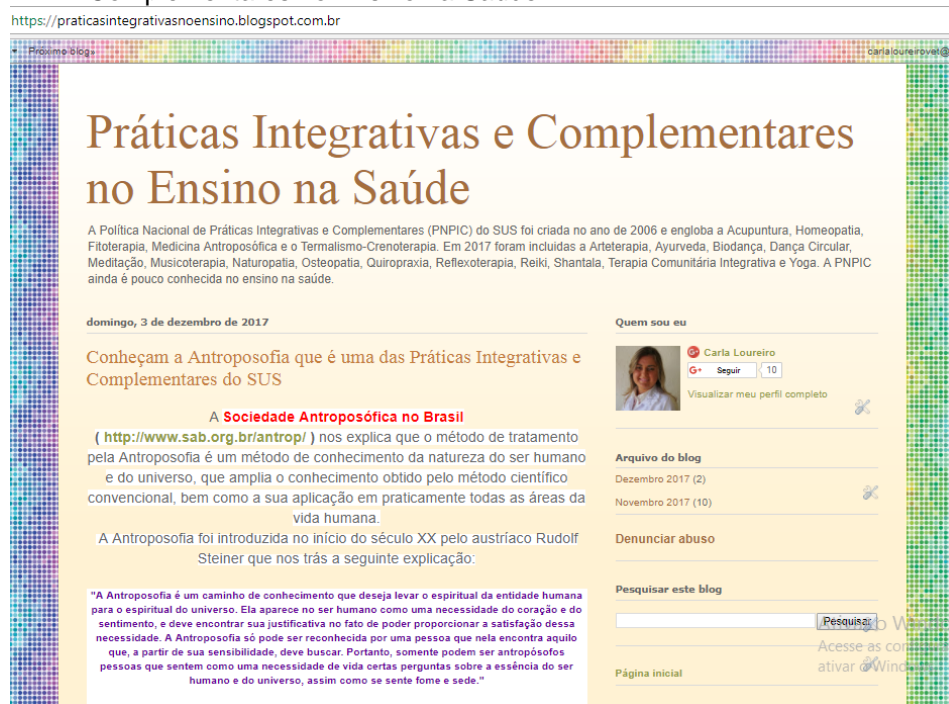 https://praticasintegrativasnoensino.blogspot.com.br
Próximo blog»
carlaloureirovet@
Práticas Integrativas e Complementares
no Ensino na Saúde
A Política Nacional de Práticas Integrativas e Complementares (PNPIC) do SUS foi criada no ano de 2006 e engloba a Acupuntura, Homeopatia,
Fitoterapia, Medicina Antroposófica e o Termalismo-Crenoterapia. Em 2017 foram incluidas a Arteterapia, Ayurveda, Biodança, Dança Circular,
Meditação, Musicoterapia, Naturopatia, Osteopatia, Quiropraxia, Reflexoterapia, Reiki, Shantala, Terapia Comunitária Integrativa e Yoga. A PNPIC
ainda é pouco conhecida no ensino na saúde.
domingo, 3 de dezembro de 2017
Conheçam a Antroposofia que é uma das Práticas Integrativas e
Complementares do SUS
A Sociedade Antroposófica no Brasil
( http://www.sab.org.br/antrop/ ) nos explica que o método de tratamento
pela Antroposofia é um método de conhecimento da natureza do ser humano
e do universo, que amplia o conhecimento obtido pelo método científico
convencional, bem como a sua aplicação em praticamente todas as áreas da
vida humana.
A Antroposofia foi introduzida no início do século XX pelo austríaco Rudolf
Steiner que nos trás a seguinte explicação:
"A Antroposofia é um caminho de conhecimento que deseja levar o espiritual da entidade humana
para o espiritual do universo. Ela aparece no ser humano como uma necessidade do coração e do
sentimento, e deve encontrar sua justificativa no fato de poder proporcionar a satisfação dessa
necessidade. A Antroposofia só pode ser reconhecida por uma pessoa que nela encontra aquilo
que, a partir de sua sensibilidade, deve buscar. Portanto, somente podem ser antropósofos
pessoas que sentem como uma necessidade de vida certas perguntas sobre a essência do ser
humano e do universo, assim como se sente fome e sede."
Quem sou eu
Carla Loureiro
G+ Seguir 10
Visualizar meu perfil completo
Arquivo do blog
Dezembro 2017 (2)
Novembro 2017 (10)
Denunciar abuso
Pesquisar este blog
Pesquisar
Acesse as con
ativar o Wind
Página inicial